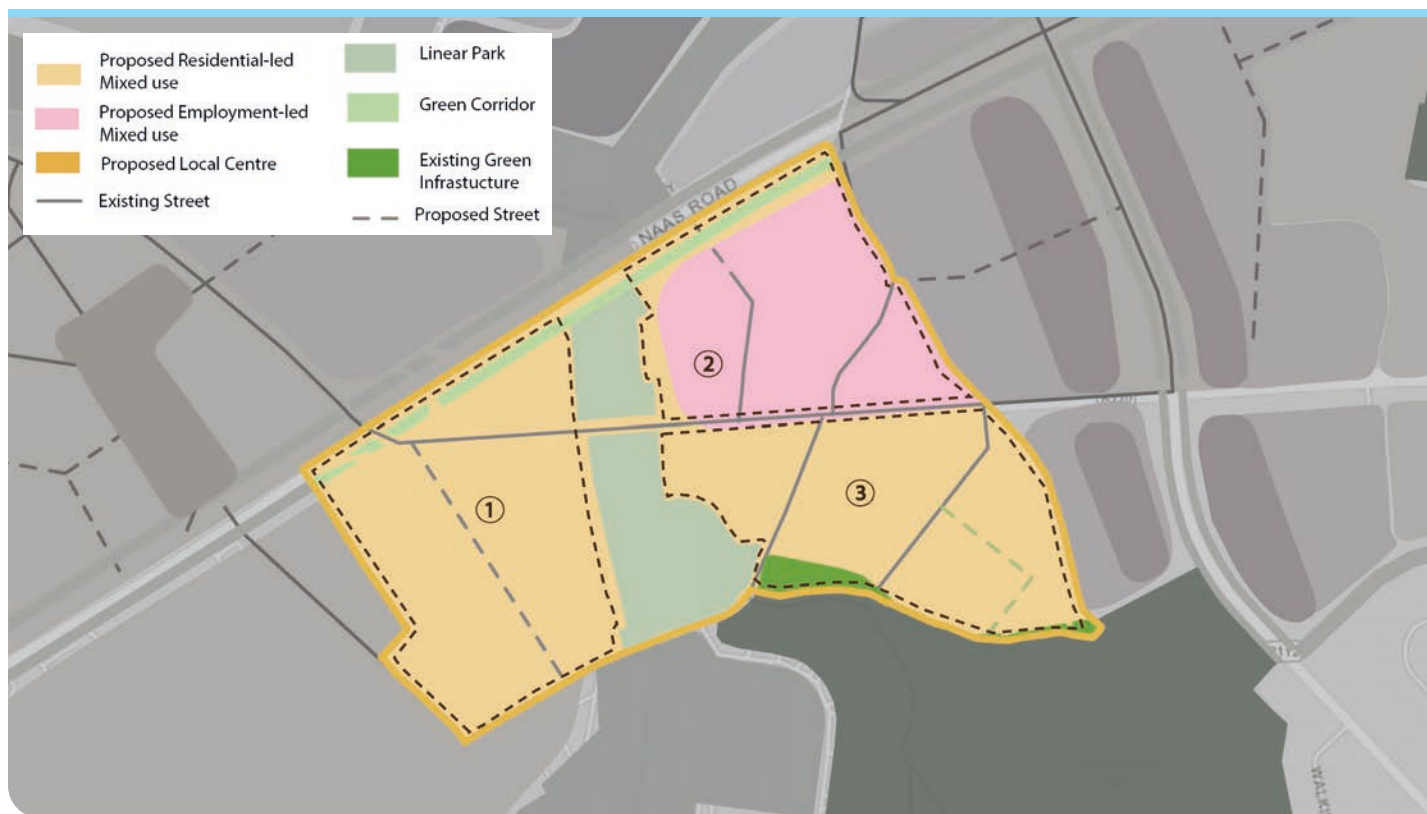 Proposed Residential-led
Mixed use
Proposed Employment-led
Mixed use
Proposed Local Centre
Existing Street
Linear Park
Green Corridor
Existing Green
Infrastucture
Proposed Street
NAAS ROAD
②
①
③
R112